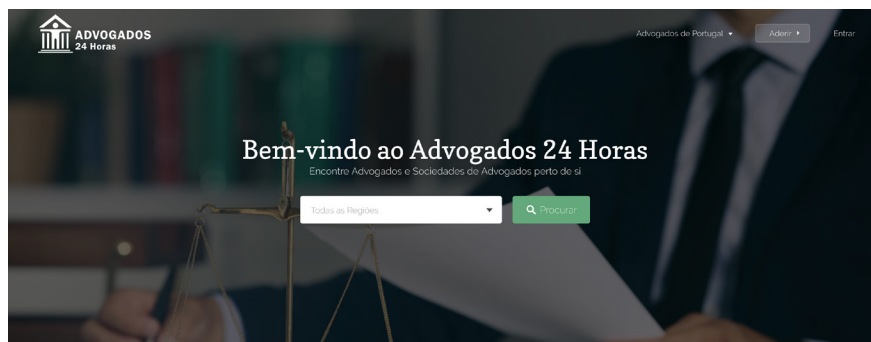 ADVOGADOS
24 Horas
Advogados de Portugal
Aderir
Entrar
Bem-vindo ao Advogados 24 Horas
Encontre Advogados e Sociedades de Advogados perto de si
Todas as Regiões
Procurar